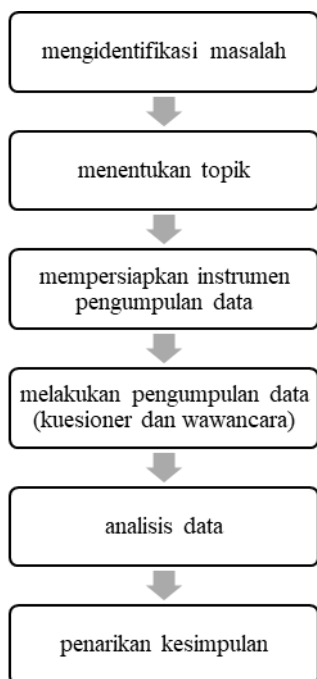 mengidentifikasi masalah
menentukan topik
mempersiapkan instrumen
pengumpulan data
melakukan pengumpulan data
(kuesioner dan wawancara)
analisis data
penarikan kesimpulan